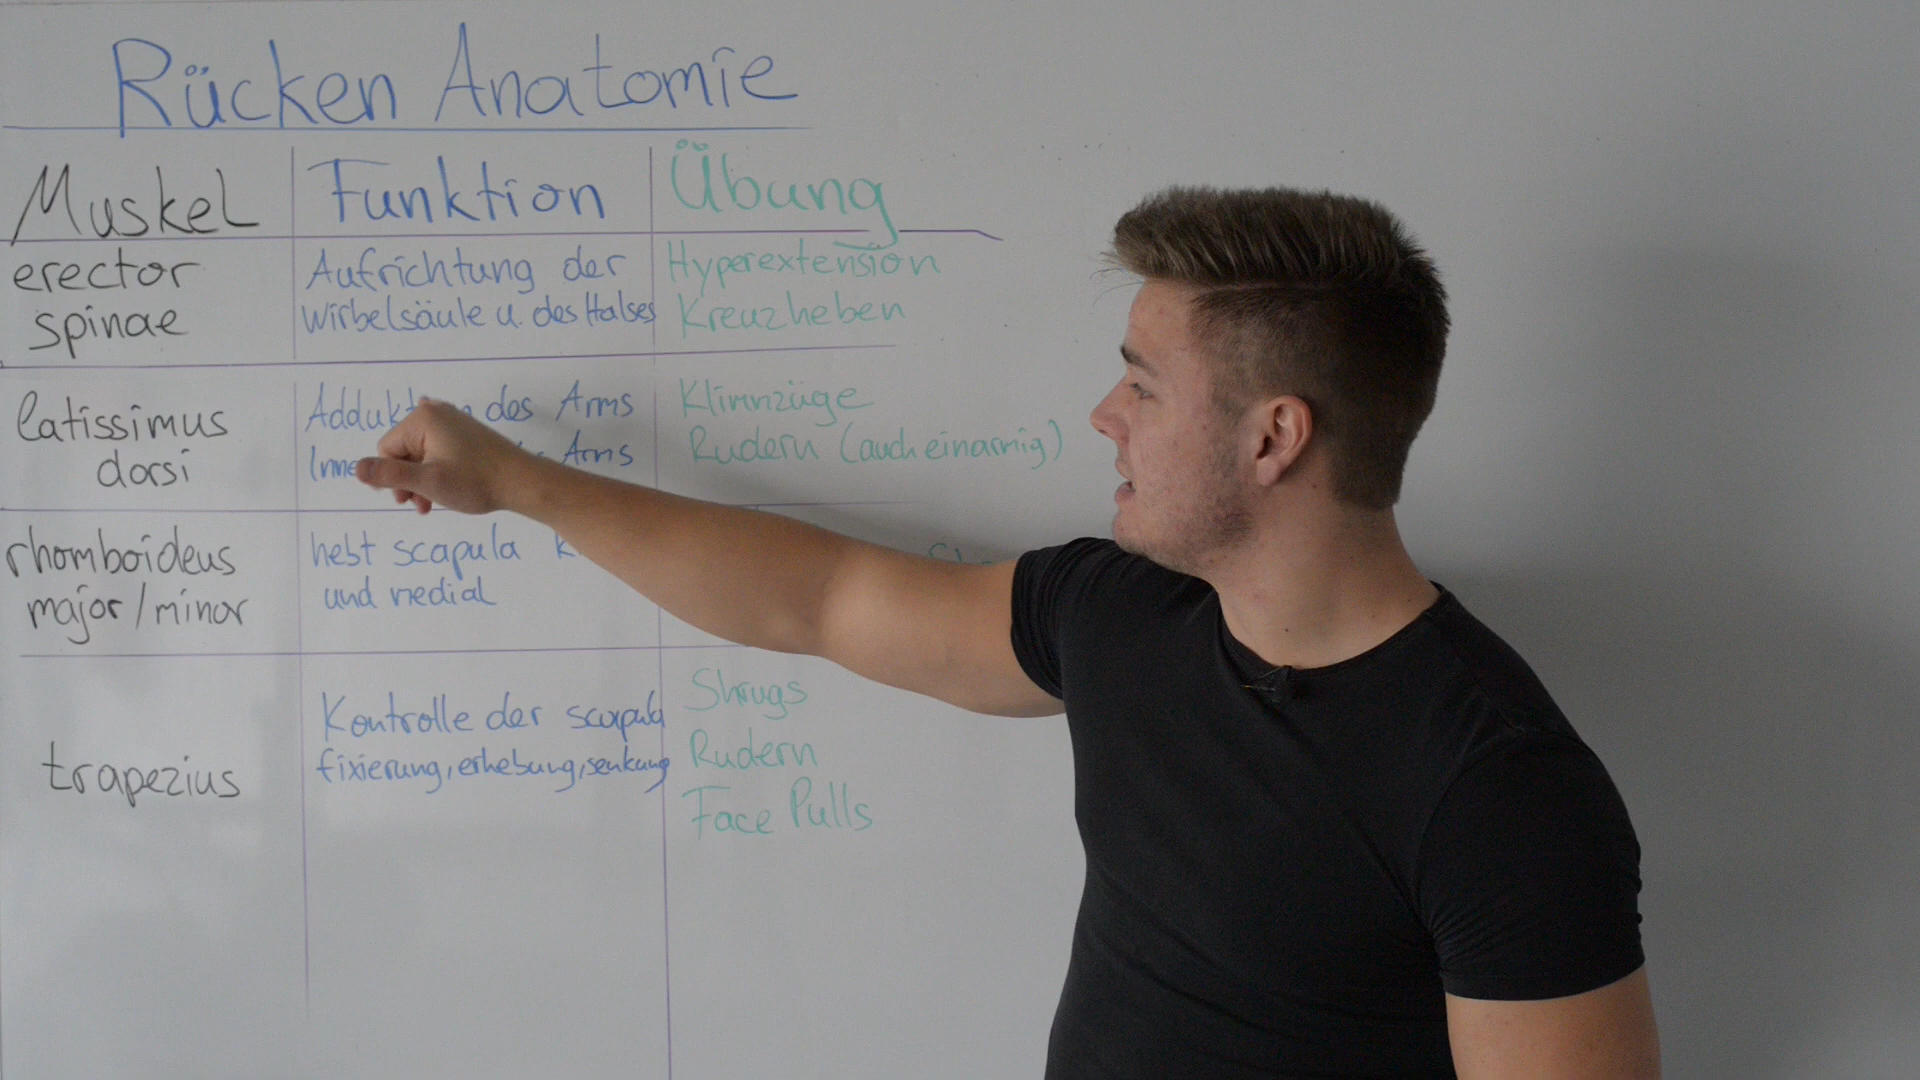 Rücken Anatomie
Muskel Funktion Übung
erector Aufrichtung der Hyperextension
spinae Wirbelsäule u. des Halses Kreuzheben
latissimus des Arms Klimmzüge
dorsi Arms Rudern (auch einarmig)
rhomboideus hebt scapula
major/minor und medial
Kontrolle der scapula Shrugs
trapezius fixierung, erhebung, senkung Rudern
Face Pulls